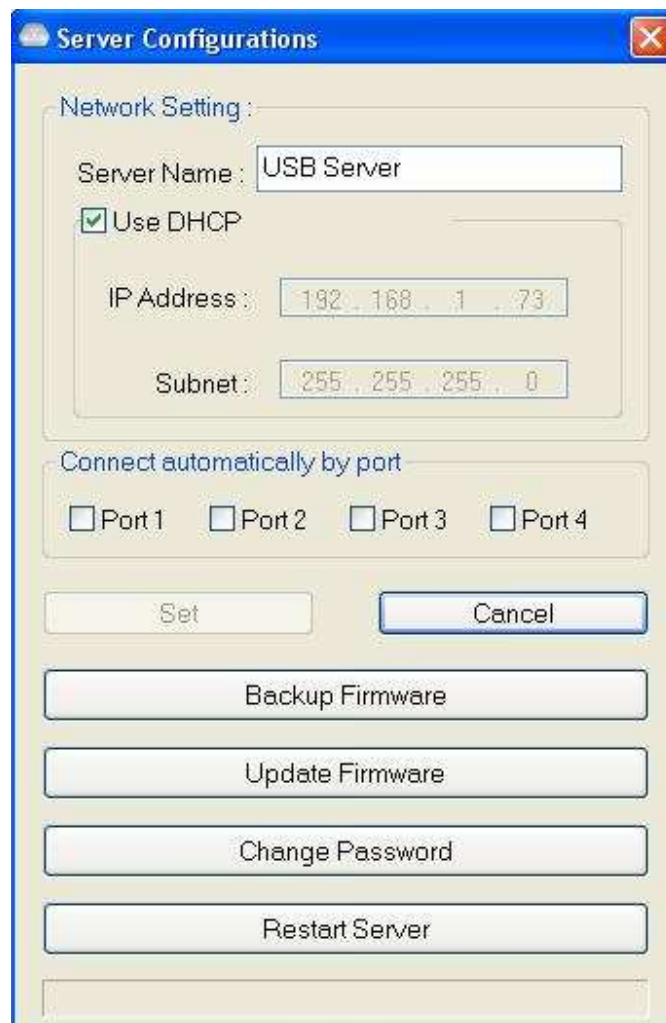 Server Configurations
Network Setting :
Server Name : USB Server
Use DHCP
IP Address : 192 . 168 . 1 . 73
Subnet : 255 . 255 . 255 . 0
Connect automatically by port
Port 1 Port 2 Port 3 Port 4
Set Cancel
Backup Firmware
Update Firmware
Change Password
Restart Server